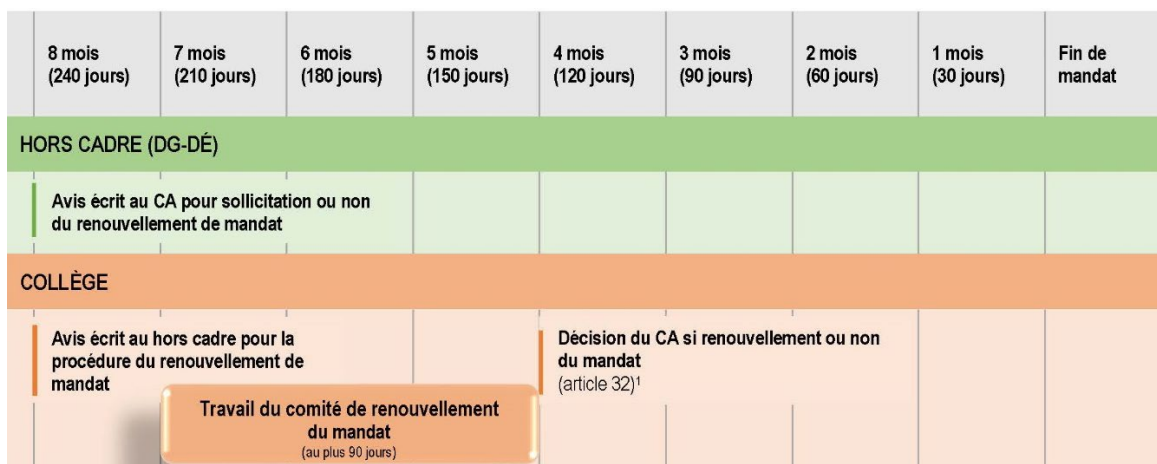 8 mois
(240 jours)
7 mois
(210 jours)
6 mois
(180 jours)
5 mois
(150 jours)
4 mois
(120 jours)
3 mois
(90 jours)
2 mois
(60 jours)
1 mois
(30 jours)
Fin de
mandat
HORS CADRE (DG-DÉ)
Avis écrit au CA pour sollicitation ou non
du renouvellement de mandat
COLLÈGE
Avis écrit au hors cadre pour la
procédure du renouvellement de
mandat
Décision du CA si renouvellement ou non
du mandat
(article 32)¹
Travail du comité de renouvellement
du mandat
(au plus 90 jours)